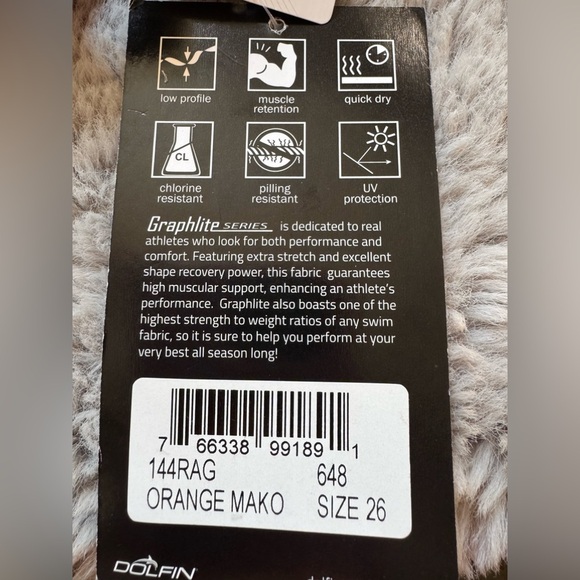 low profile
muscle
retention
quick dry
CL
chlorine
resistant
pilling
resistant
UV
protection
Graphlite SERIES is dedicated to real
athletes who look for both performance and
comfort. Featuring extra stretch and excellent
shape recovery power, this fabric guarantees
high muscular support, enhancing an athlete's
performance. Graphlite also boasts one of the
highest strength to weight ratios of any swim
fabric, so it is sure to help you perform at your
very best all season long!
7 66338 99189 1
144RAG 648
ORANGE MAKO SIZE 26
DOLFIN